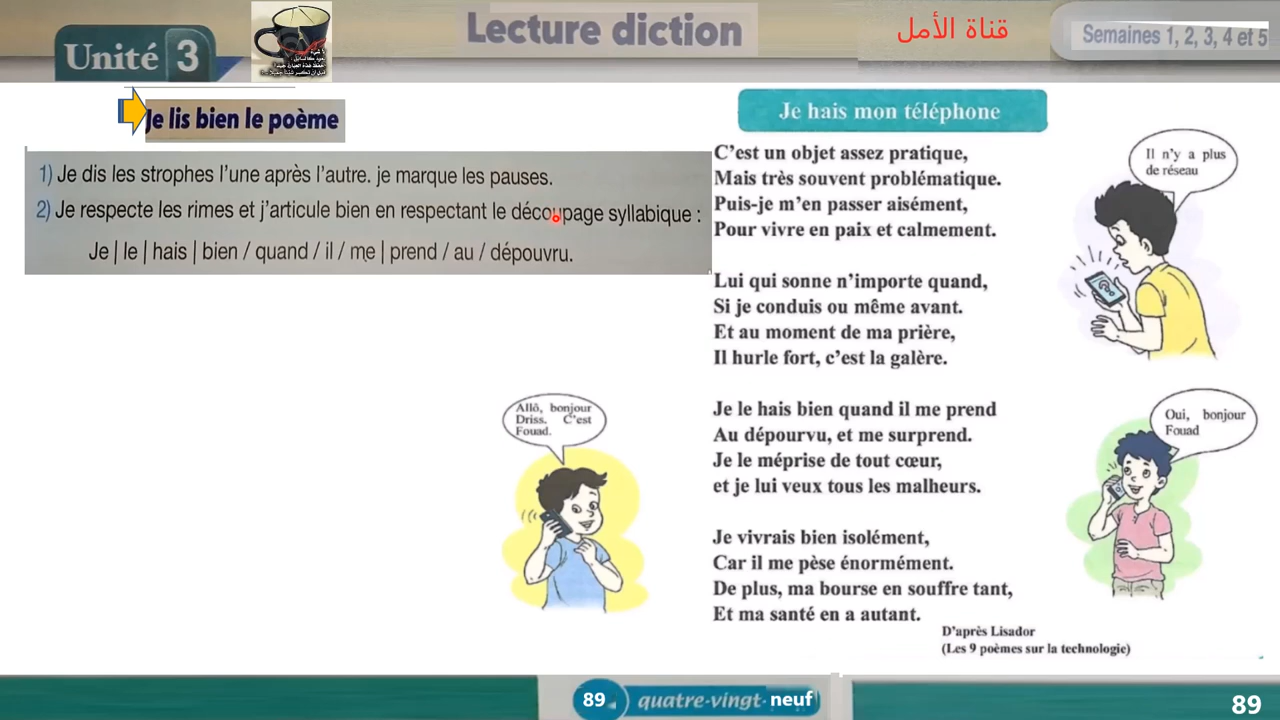 Unité 3
Lecture diction
قناة الأمل
Semaines 1, 2, 3, 4 et 5
Je lis bien le poème
1) Je dis les strophes l’une après l’autre. je marque les pauses.
2) Je respecte les rimes et j’articule bien en respectant le découpage syllabique :
Je | le | hais | bien / quand / il / me | prend / au / dépouvru.
Je hais mon téléphone
C’est un objet assez pratique,
Mais très souvent problématique.
Puis-je m’en passer aisément,
Pour vivre en paix et calmement.
Lui qui sonne n’importe quand,
Si je conduis ou même avant.
Et au moment de ma prière,
Il hurle fort, c’est la galère.
Je le hais bien quand il me prend
Au dépourvu, et me surprend.
Je le méprise de tout cœur,
et je lui veux tous les malheurs.
Je vivrais bien isolément,
Car il me pèse énormément.
De plus, ma bourse en souffre tant,
Et ma santé en a autant.
D’après Lisador
(Les 9 poèmes sur la technologie)
Il n’y a plus
de réseau
Allô, bonjour
Driss. C’est
Fouad.
Oui, bonjour
Fouad
89 quatre-vingt- neuf
89